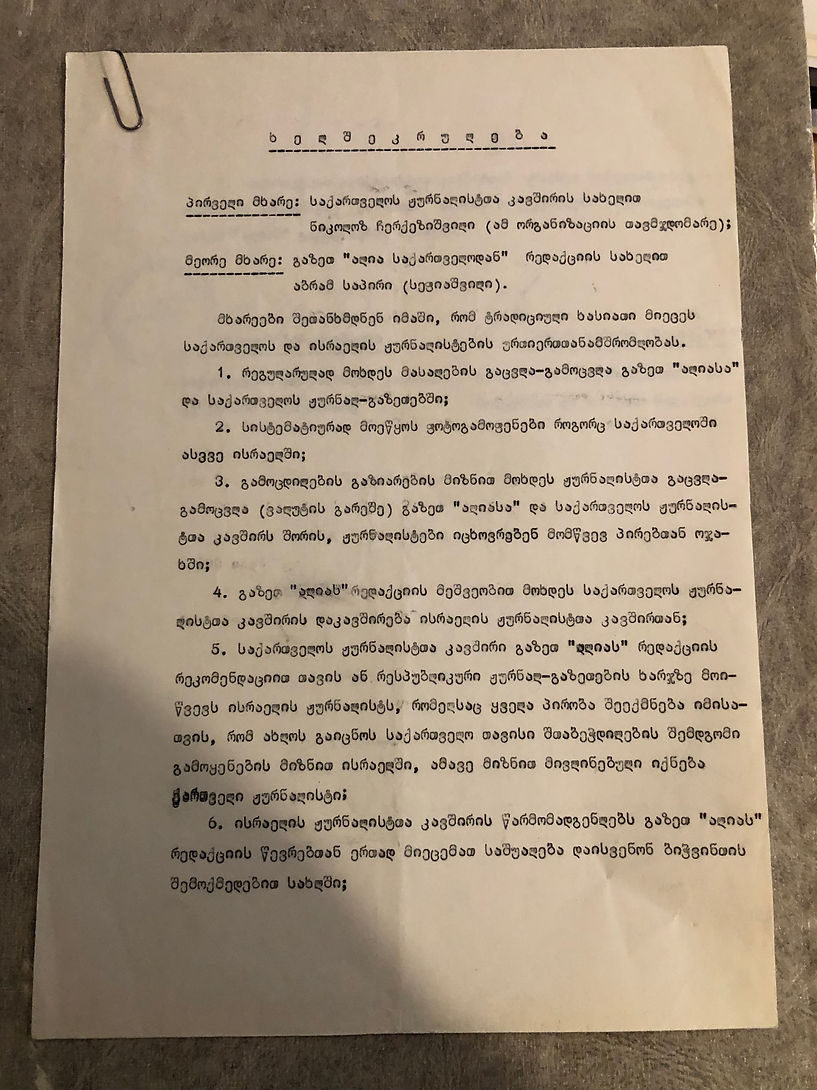 ხელშეკრულება
პირველი მხარე: საქართველოს ჟურნალისტთა კავშირის სახელით
ნიკოლოზ ჩერქეზიშვილი (ამ ორგანიზაციის თავმჯდომარე);
მეორე მხარე: გაზეთ "ალია საქართველოდან" რედაქციის სახელით
აბრამ საპირი (სეფიაშვილი).
მხარეები შეთანხმდნენ იმაში, რომ ტრადიციული ხასიათი მიეცეს
საქართველოს და ისრაელის ჟურნალისტების ურთიერთთანამშრომლობას.
1. რეგულარულად მოხდეს მასალების გაცვლა-გამოცვლა გაზეთ "ალიასა"
და საქართველოს ჟურნალ-გაზეთებში;
2. სისტემატიურად მოეწყოს ფოტოგამოფენები როგორც საქართველოში
ასვვე ისრაელში;
3. გამოცდილების გაზიარების მიზნით მოხდეს ჟურნალისტთა გაცვლა-
გამოცვლა (ვალუტის გარეშე) გაზეთ "ალიასა" და საქართველოს ჟურნალის-
ტთა კავშირს შორის, ჟურნალისტები იცხოვრებენ მომწვევ პირებთან ოჯა-
ხში;
4. გაზეთ "ალიას" რედაქციის მეშვეობით მოხდეს საქართველოს ჟურნა-
ლისტთა კავშირის დაკავშირება ისრაელის ჟურნალისტთა კავშირთან;
5. საქართველოს ჟურნალისტთა კავშირი გაზეთ "ალიას" რედაქციის
რეკომენდაციით თავის ან რესპუბლიკური ჟურნალ-გაზეთების ხარჯზე მოი-
წვევს ისრაელის ჟურნალისტს, რომელსაც ყველა პირობა შეექმნება იმისა-
თვის, რომ ახლოს გაიცნოს საქართველო თავისი შთაბეჭდილების შემდგომი
გამოყენების მიზნით ისრაელში, ამავე მიზნით მივლინებული იქნება
ქართველი ჟურნალისტი;
6. ისრაელის ჟურნალისტთა კავშირის წარმომადგენლებს გაზეთ "ალიას"
რედაქციის წევრებთან ერთად მიეცემათ საშუალება დაისვენონ ბიჭვინთის
შემოქმედებით სახლში;